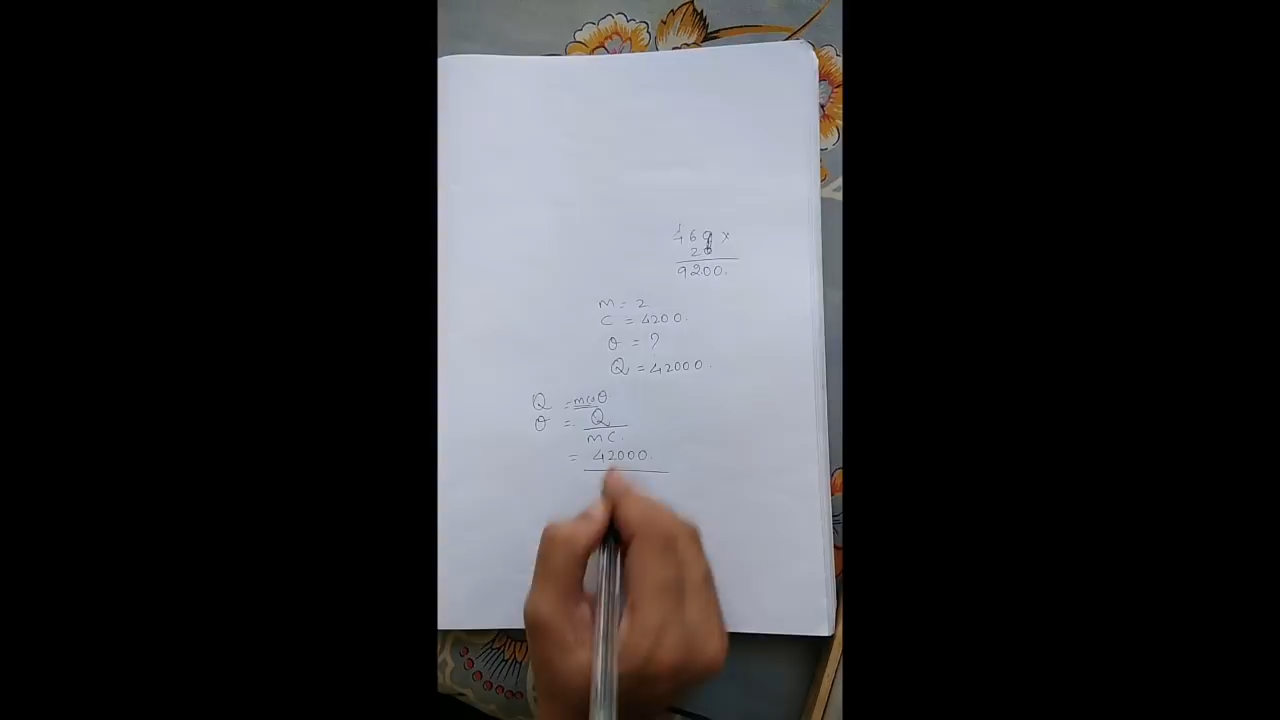 460 x
20
9200.
M = 2
C = 4200.
θ = ?
Q = 42000.
Q = mcθ.
θ = Q
MC.
= 42000.